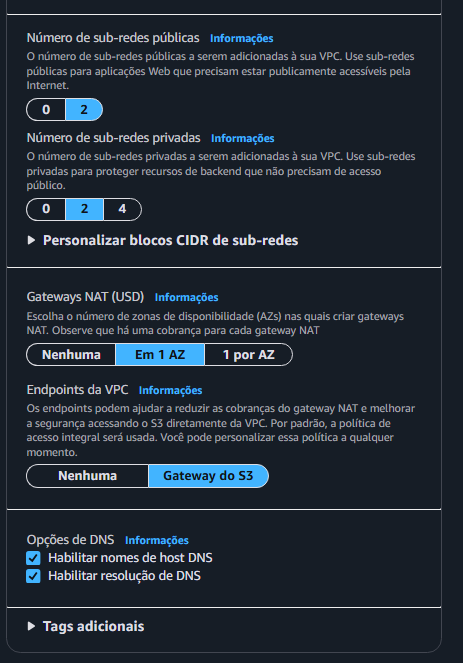 Número de sub-redes públicas Informações
O número de sub-redes públicas a serem adicionadas à sua VPC. Use sub-redes
públicas para aplicações Web que precisam estar publicamente acessíveis pela
Internet.
0 2
Número de sub-redes privadas Informações
O número de sub-redes privadas a serem adicionadas à sua VPC. Use sub-redes
privadas para proteger recursos de backend que não precisam de acesso
público.
0 2 4
Personalizar blocos CIDR de sub-redes
Gateways NAT (USD) Informações
Escolha o número de zonas de disponibilidade (AZs) nas quais criar gateways
NAT. Observe que há uma cobrança para cada gateway NAT
Nenhuma Em 1 AZ 1 por AZ
Endpoints da VPC Informações
Os endpoints podem ajudar a reduzir as cobranças do gateway NAT e melhorar
a segurança acessando o S3 diretamente da VPC. Por padrão, a política de
acesso integral será usada. Você pode personalizar essa política a qualquer
momento.
Nenhuma Gateway do S3
Opções de DNS Informações
Habilitar nomes de host DNS
Habilitar resolução de DNS
Tags adicionais